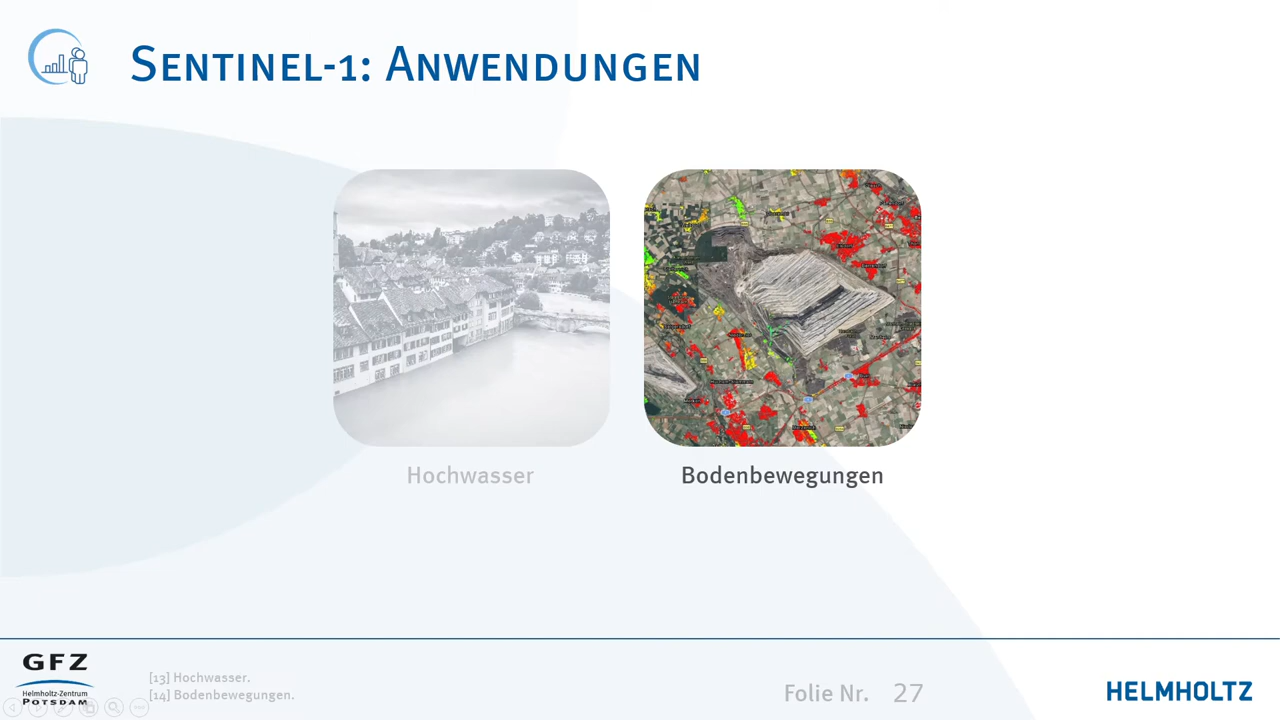 Sentinel-1: Anwendungen
Hochwasser
Bodenbewegungen
GFZ
Helmholtz-Zentrum
Potsdam
[13] Hochwasser.
[14] Bodenbewegungen.
Folie Nr. 27
HELMHOLTZ